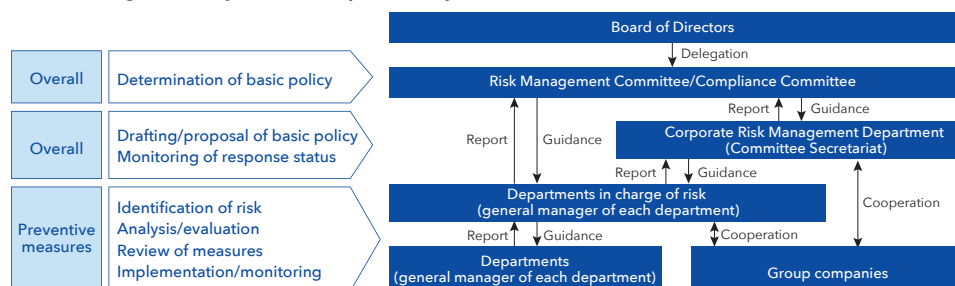 Board of Directors
Delegation
Overall
Determination of basic policy
Risk Management Committee/Compliance Committee
Report
Guidance
Overall
Drafting/proposal of basic policy
Monitoring of response status
Report
Guidance
Corporate Risk Management Department
(Committee Secretariat)
Report
Guidance
Preventive
measures
Identification of risk
Analysis/evaluation
Review of measures
Implementation/monitoring
Departments in charge of risk
(general manager of each department)
Cooperation
Report
Guidance
Cooperation
Departments
(general manager of each department)
Group companies